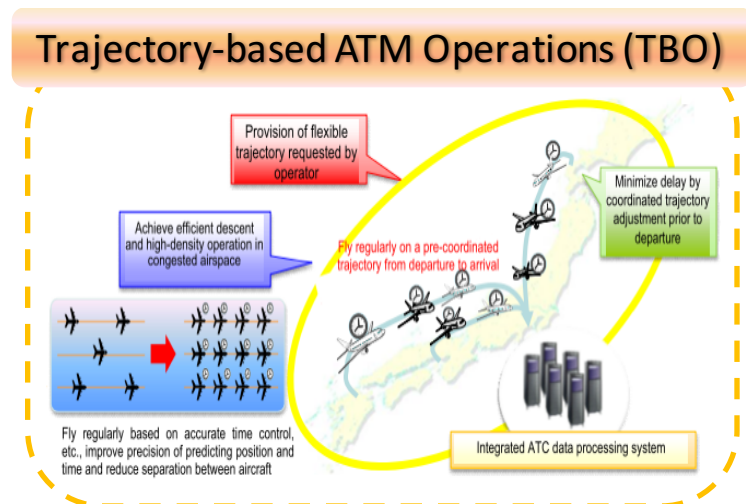 Trajectory-based ATM Operations (TBO)
Provision of flexible
trajectory requested by
operator
Minimize delay by
coordinated trajectory
adjustment prior to
departure
Achieve efficient descent
and high-density operation in
congested airspace
Fly regularly on a pre-coordinated
trajectory from departure to arrival
Fly regularly based on accurate time control,
etc., improve precision of predicting position and
time and reduce separation between aircraft
Integrated ATC data processing system